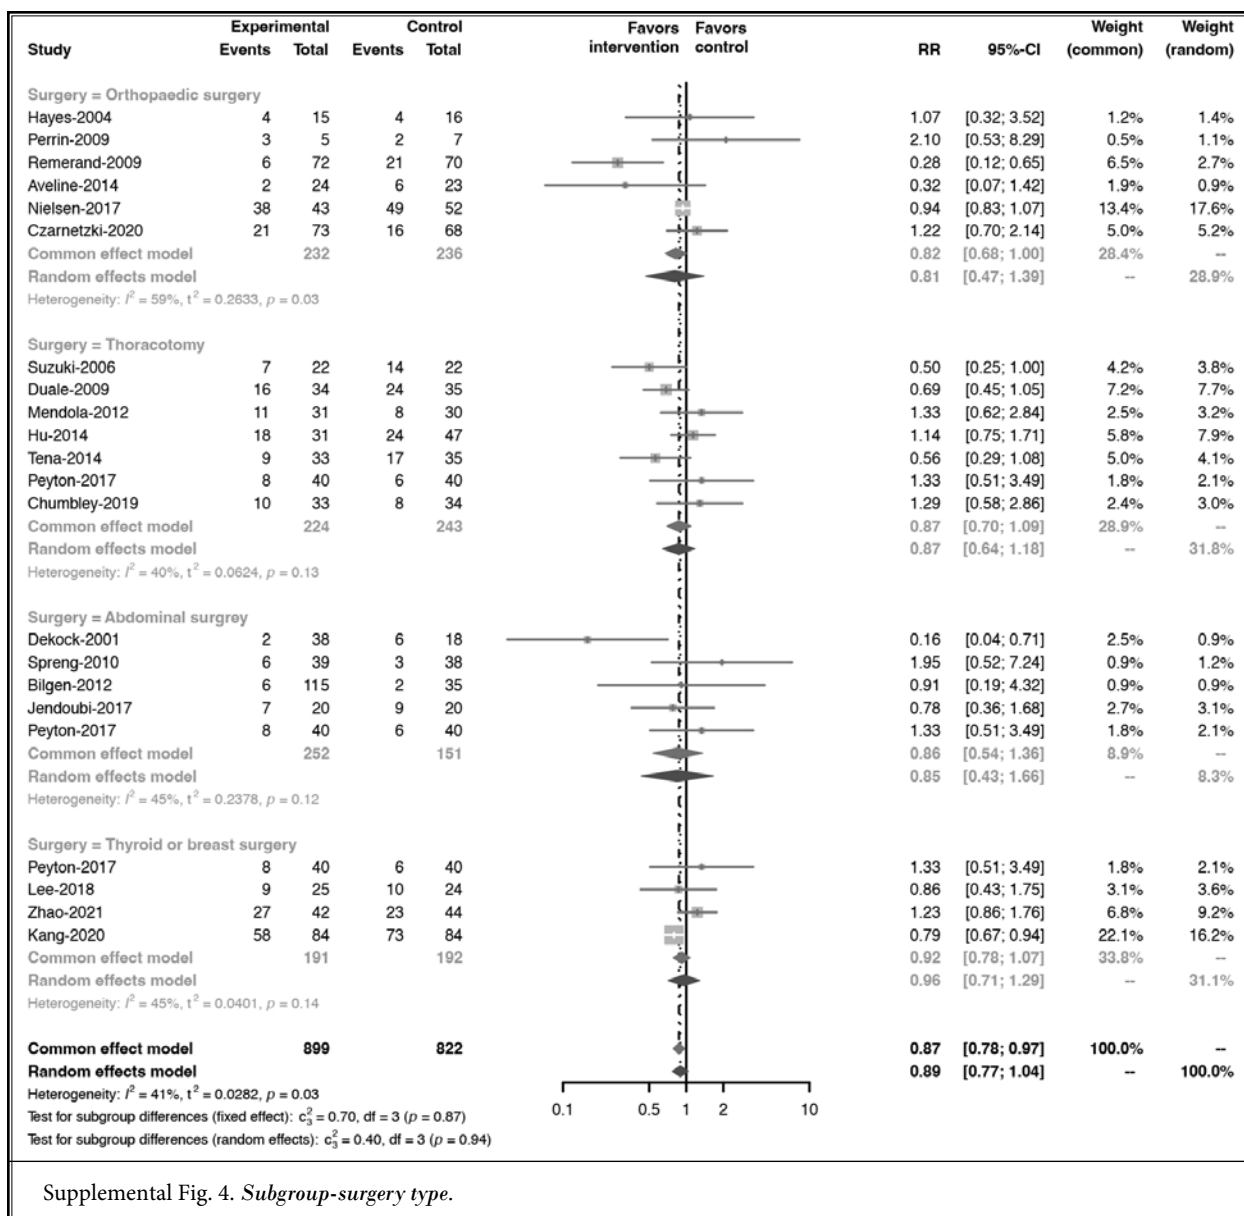 Experimental Control Favors Favors Weight Weight
Study Events Total Events Total intervention control RR 95%-CI (common) (random)
Surgery = Orthopaedic surgery
Hayes-2004 4 15 4 16 1.07 [0.32; 3.52] 1.2% 1.4%
Perrin-2009 3 5 2 7 2.10 [0.53; 8.29] 0.5% 1.1%
Remerand-2009 6 72 21 70 0.28 [0.12; 0.65] 6.5% 2.7%
Aveline-2014 2 24 6 23 0.32 [0.07; 1.42] 1.9% 0.9%
Nielsen-2017 38 43 49 52 0.94 [0.83; 1.07] 13.4% 17.6%
Czarnetzki-2020 21 73 16 68 1.22 [0.70; 2.14] 5.0% 5.2%
Common effect model 232 236 0.82 [0.68; 1.00] 28.4% --
Random effects model 0.81 [0.47; 1.39] -- 28.9%
Heterogeneity: I² = 59%, t² = 0.2633, p = 0.03
Surgery = Thoracotomy
Suzuki-2006 7 22 14 22 0.50 [0.25; 1.00] 4.2% 3.8%
Duale-2009 16 34 24 35 0.69 [0.45; 1.05] 7.2% 7.7%
Mendola-2012 11 31 8 30 1.33 [0.62; 2.84] 2.5% 3.2%
Hu-2014 18 31 24 47 1.14 [0.75; 1.71] 5.8% 7.9%
Tena-2014 9 33 17 35 0.56 [0.29; 1.08] 5.0% 4.1%
Peyton-2017 8 40 6 40 1.33 [0.51; 3.49] 1.8% 2.1%
Chumbley-2019 10 33 8 34 1.29 [0.58; 2.86] 2.4% 3.0%
Common effect model 224 243 0.87 [0.70; 1.09] 28.9% --
Random effects model 0.87 [0.64; 1.18] -- 31.8%
Heterogeneity: I² = 40%, t² = 0.0624, p = 0.13
Surgery = Abdominal surgrey
Dekock-2001 2 38 6 18 0.16 [0.04; 0.71] 2.5% 0.9%
Spreng-2010 6 39 3 38 1.95 [0.52; 7.24] 0.9% 1.2%
Bilgen-2012 6 115 2 35 0.91 [0.19; 4.32] 0.9% 0.9%
Jendoubi-2017 7 20 9 20 0.78 [0.36; 1.68] 2.7% 3.1%
Peyton-2017 8 40 6 40 1.33 [0.51; 3.49] 1.8% 2.1%
Common effect model 252 151 0.86 [0.54; 1.36] 8.9% --
Random effects model 0.85 [0.43; 1.66] -- 8.3%
Heterogeneity: I² = 45%, t² = 0.2378, p = 0.12
Surgery = Thyroid or breast surgery
Peyton-2017 8 40 6 40 1.33 [0.51; 3.49] 1.8% 2.1%
Lee-2018 9 25 10 24 0.86 [0.43; 1.75] 3.1% 3.6%
Zhao-2021 27 42 23 44 1.23 [0.86; 1.76] 6.8% 9.2%
Kang-2020 58 84 73 84 0.79 [0.67; 0.94] 22.1% 16.2%
Common effect model 191 192 0.92 [0.78; 1.07] 33.8% --
Random effects model 0.96 [0.71; 1.29] -- 31.1%
Heterogeneity: I² = 45%, t² = 0.0401, p = 0.14
Common effect model 899 822 0.87 [0.78; 0.97] 100.0% --
Random effects model 0.89 [0.77; 1.04] -- 100.0%
Heterogeneity: I² = 41%, t² = 0.0282, p = 0.03
0.1 0.5 1 2 10
Test for subgroup differences (fixed effect): c₃² = 0.70, df = 3 (p = 0.87)
Test for subgroup differences (random effects): c₃² = 0.40, df = 3 (p = 0.94)
Supplemental Fig. 4. Subgroup-surgery type.